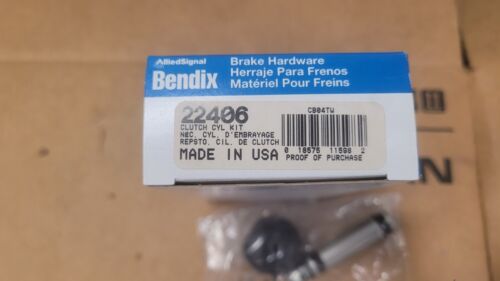 AlliedSignal
Bendix
Brake Hardware
Herraje Para Frenos
Matériel Pour Freins
22406
CLUTCH CYL KIT
NEC. CYL. D'EMBRAYAGE
REPSTO. CIL. DE CLUTCH
MADE IN USA
CB04TW
0 18575 11598 2
PROOF OF PURCHASE